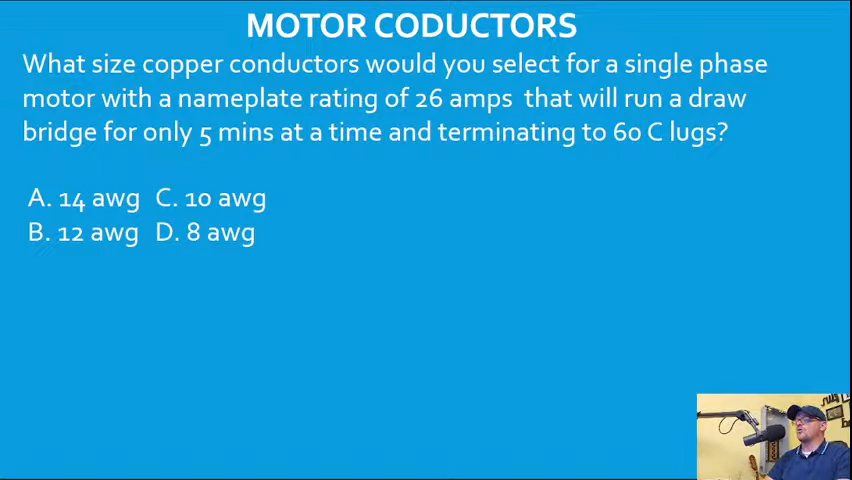 MOTOR CODUCTORS
What size copper conductors would you select for a single phase
motor with a nameplate rating of 26 amps that will run a draw
bridge for only 5 mins at a time and terminating to 60 C lugs?
A. 14 awg C. 10 awg
B. 12 awg D. 8 awg